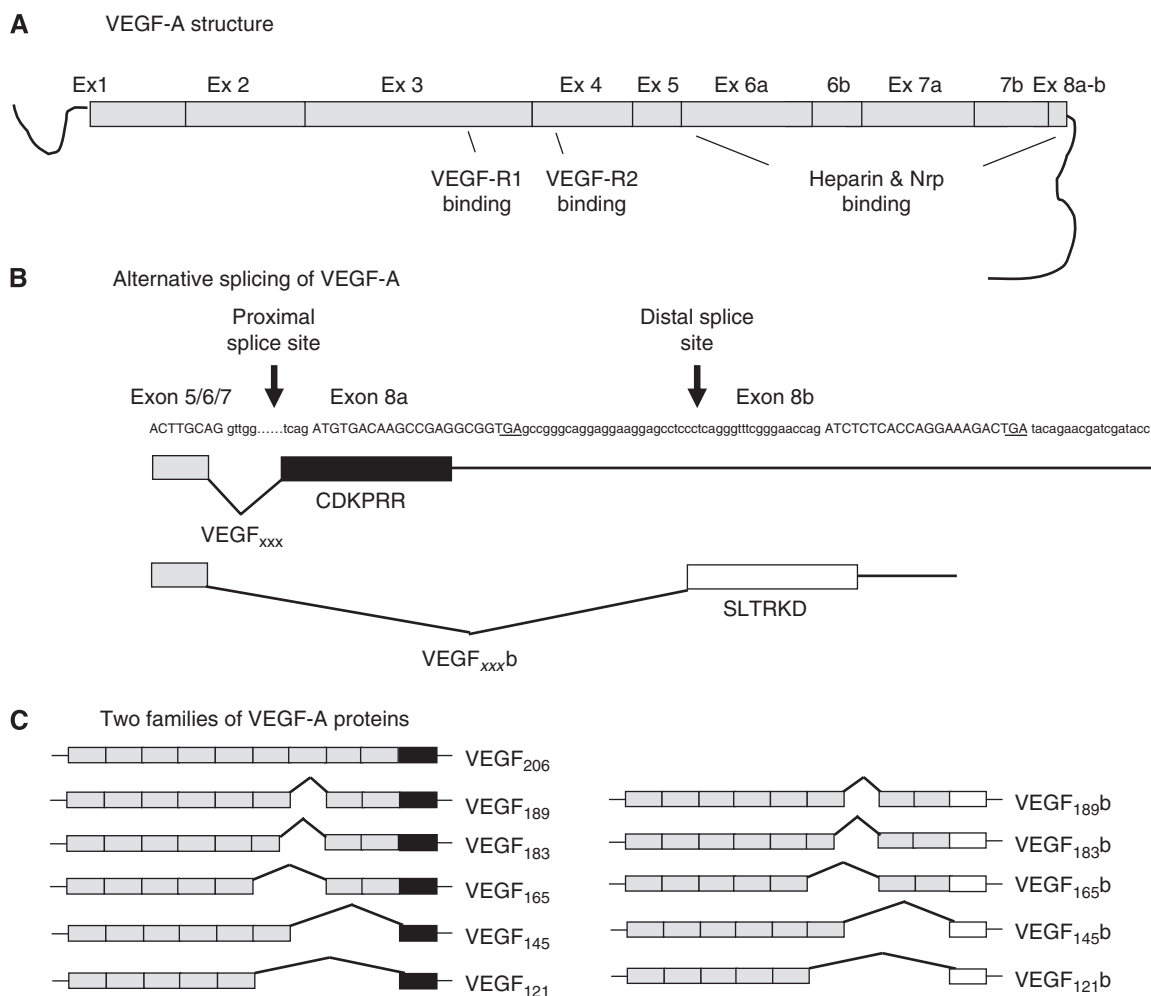 A VEGF-A structure
Ex1 Ex 2 Ex 3 Ex 4 Ex 5 Ex 6a 6b Ex 7a 7b Ex 8a-b
VEGF-R1
binding
VEGF-R2
binding
Heparin & Nrp
binding
B Alternative splicing of VEGF-A
Proximal
splice site
Distal splice
site
Exon 5/6/7 Exon 8a Exon 8b
ACTTGCAG gttgg......tcag ATGTGACAAGCCGAGGCGGTGAgccgggcaggaggaaggagcctccctcagggtttcgggaaccag ATCTCTCACCAGGAAAGACTGA tacagaacgatcgatacc
CDKPRR
VEGFxxx
SLTRKD
VEGFxxxb
C Two families of VEGF-A proteins
VEGF206
VEGF189
VEGF183
VEGF165
VEGF145
VEGF121
VEGF189b
VEGF183b
VEGF165b
VEGF145b
VEGF121b